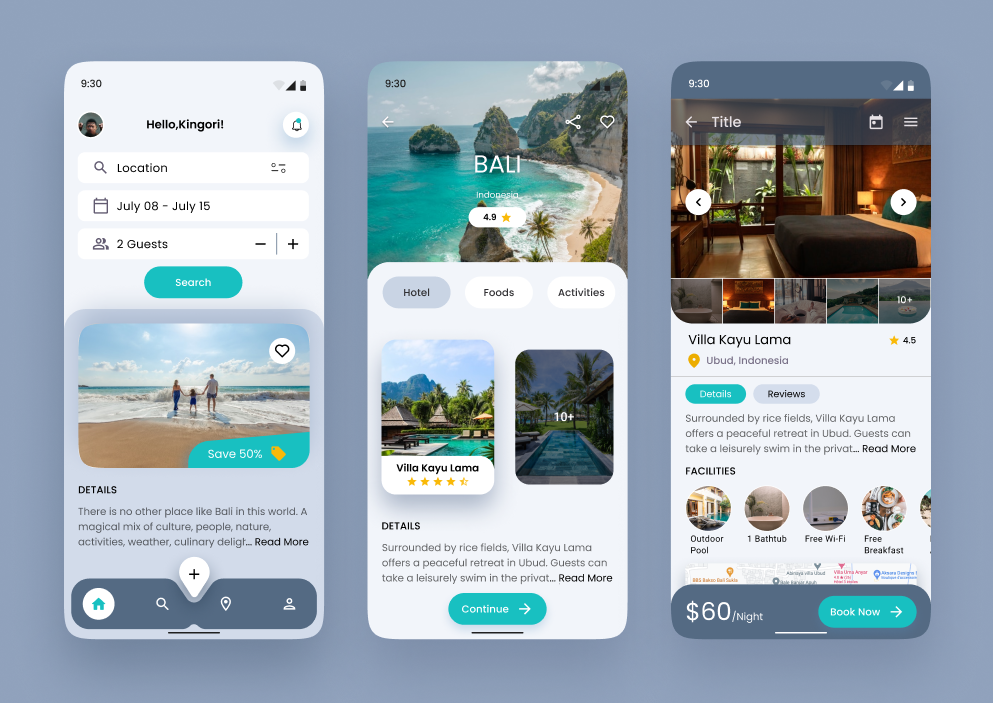 9:30
Hello,Kingori!
Location
July 08 - July 15
2 Guests
Search
Save 50%
DETAILS
There is no other place like Bali in this world. A
magical mix of culture, people, nature,
activities, weather, culinary deligh... Read More
9:30
BALI
Indonesia
4.9
Hotel
Foods
Activities
Villa Kayu Lama
10+
DETAILS
Surrounded by rice fields, Villa Kayu Lama
offers a peaceful retreat in Ubud. Guests can
take a leisurely swim in the privat... Read More
Continue
9:30
Title
10+
Villa Kayu Lama
4.5
Ubud, Indonesia
Details
Reviews
Surrounded by rice fields, Villa Kayu Lama
offers a peaceful retreat in Ubud. Guests can
take a leisurely swim in the privat... Read More
FACILITIES
Outdoor
Pool
1 Bathtub
Free Wi-Fi
Free
Breakfast
$60/Night
Book Now